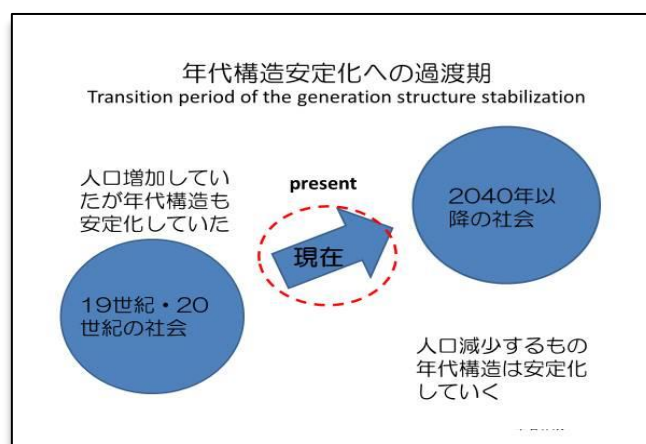 年代構造安定化への過渡期
Transition period of the generation structure stabilization
人口増加してい
たが年代構造も
安定化していた
present
現在
19世紀・20
世紀の社会
2040年以
降の社会
人口減少するもの
年代構造は安定化
していく